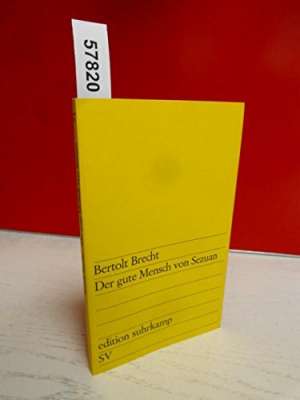 57820
Bertolt Brecht
Der gute Mensch von Sezuan
edition suhrkamp
SV